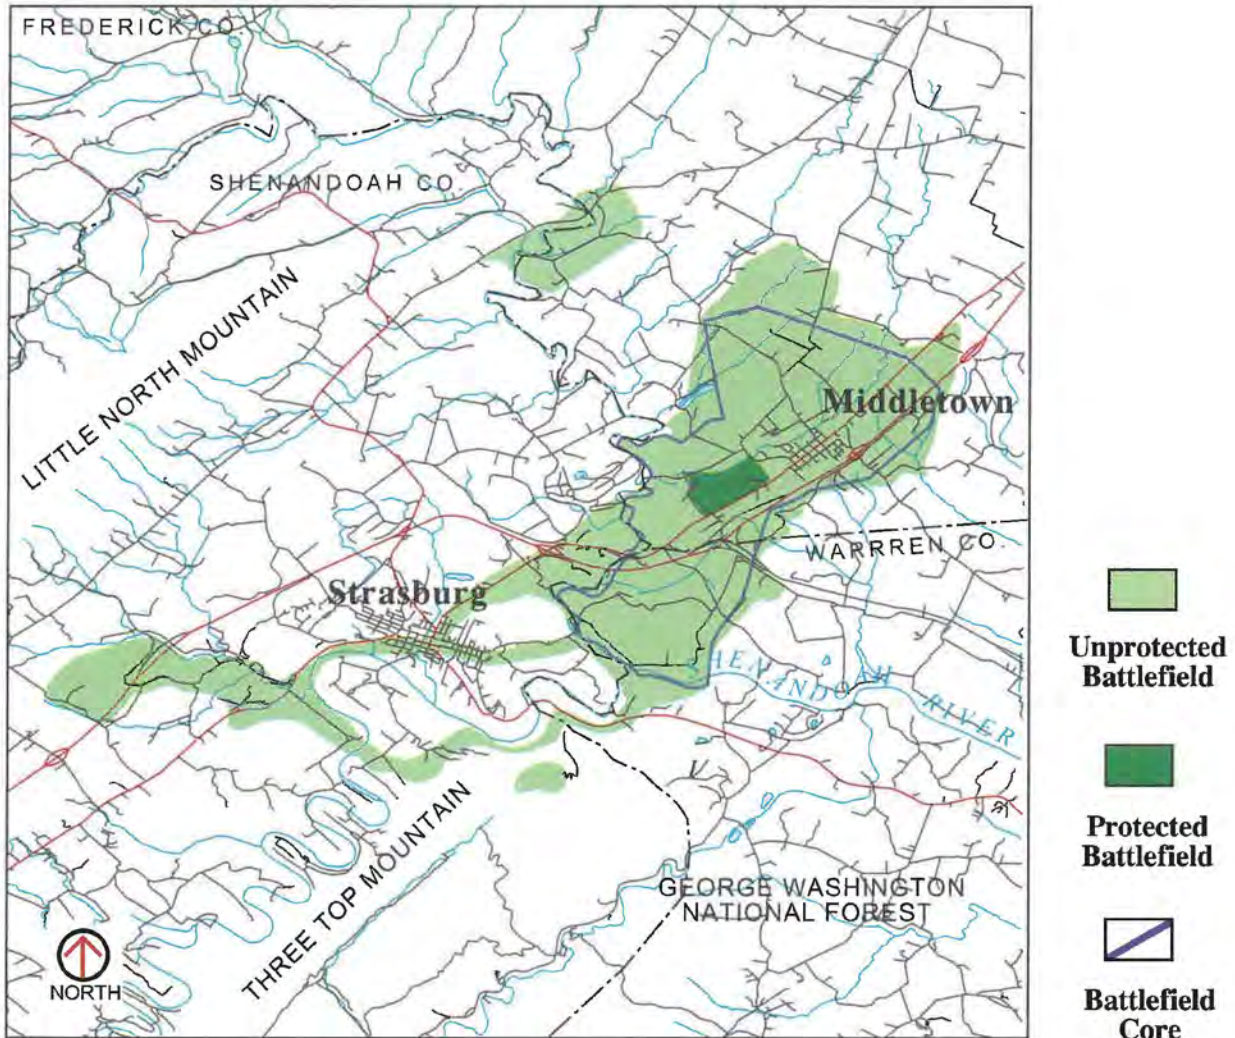 FREDERICK CO.
SHENANDOAH CO.
LITTLE NORTH MOUNTAIN
Middletown
WARRREN CO.
Strasburg
SHENANDOAH RIVER
THREE TOP MOUNTAIN
GEORGE WASHINGTON
NATIONAL FOREST
NORTH
Unprotected
Battlefield
Protected
Battlefield
Battlefield
Core